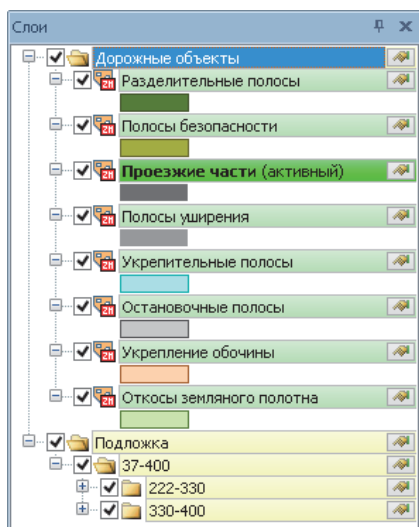 Слои
Дорожные объекты
Разделительные полосы
Полосы безопасности
Проезжие части (активный)
Полосы уширения
Укрепительные полосы
Остановочные полосы
Укрепление обочины
Откосы земляного полотна
Подложка
37-400
222-330
330-400